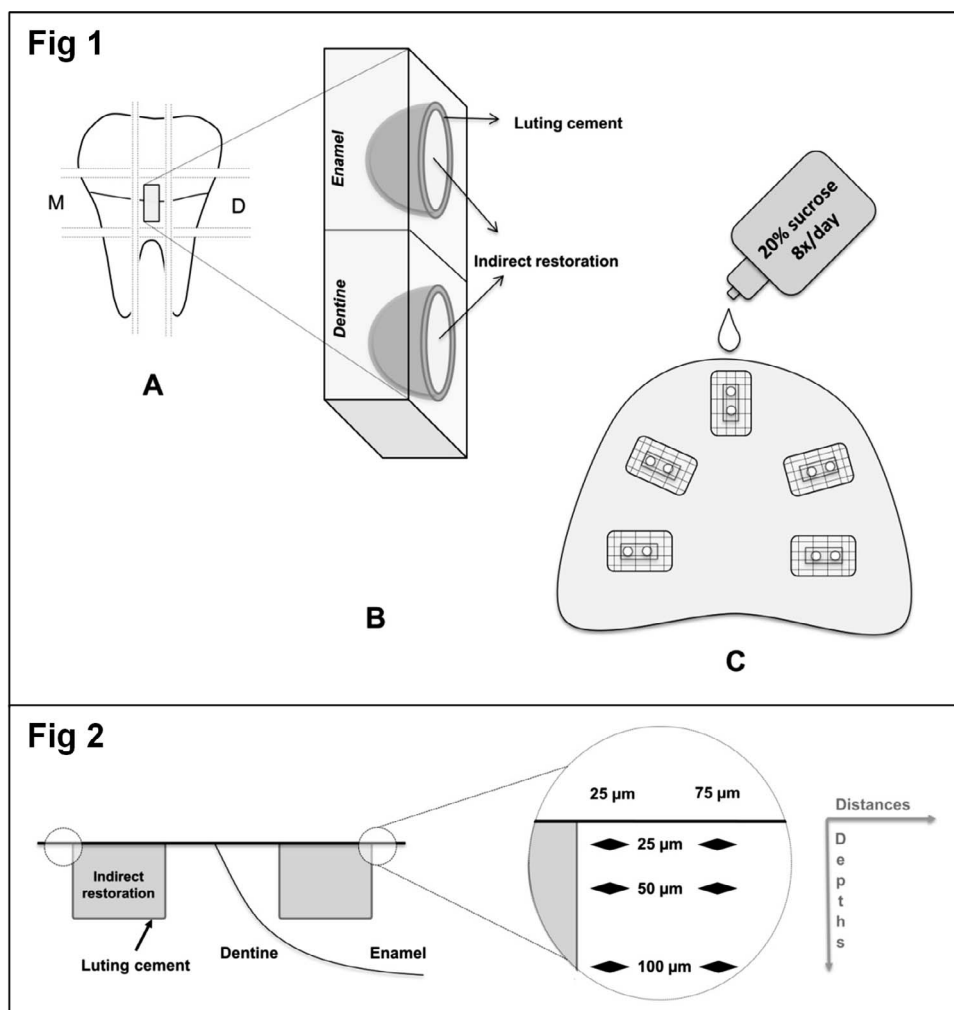 Fig 1
M
D
A
Enamel
Dentine
Luting cement
Indirect restoration
B
20% sucrose
8x/day
C
Fig 2
Indirect
restoration
Luting cement
Dentine
Enamel
25 µm
75 µm
25 µm
50 µm
100 µm
Distances
Depths